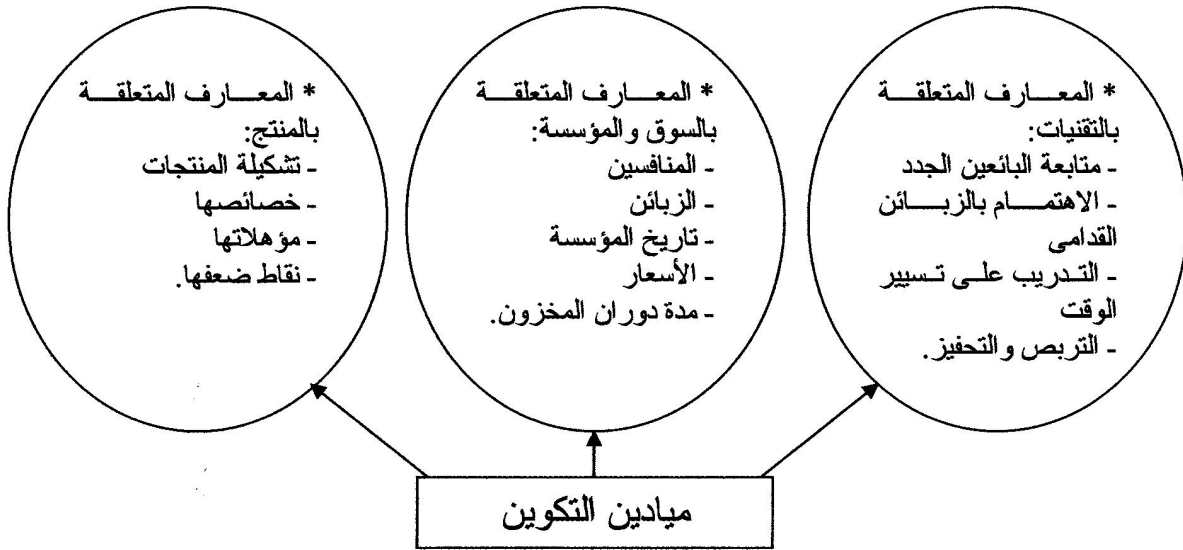 * المعارف المتعلقة
بالتقنيات:
- متابعة البائعين الجدد
- الاهتمام بالزبائن
القدامى
- التدريب على تسيير
الوقت
- التربص والتحفيز.
* المعارف المتعلقة
بالسوق والمؤسسة:
- المنافسين
- الزبائن
- تاريخ المؤسسة
- الأسعار
- مدة دوران المخزون.
* المعارف المتعلقة
بالمنتج:
- تشكيلة المنتجات
- خصائصها
- مؤهلاتها
- نقاط ضعفها.
ميادين التكوين